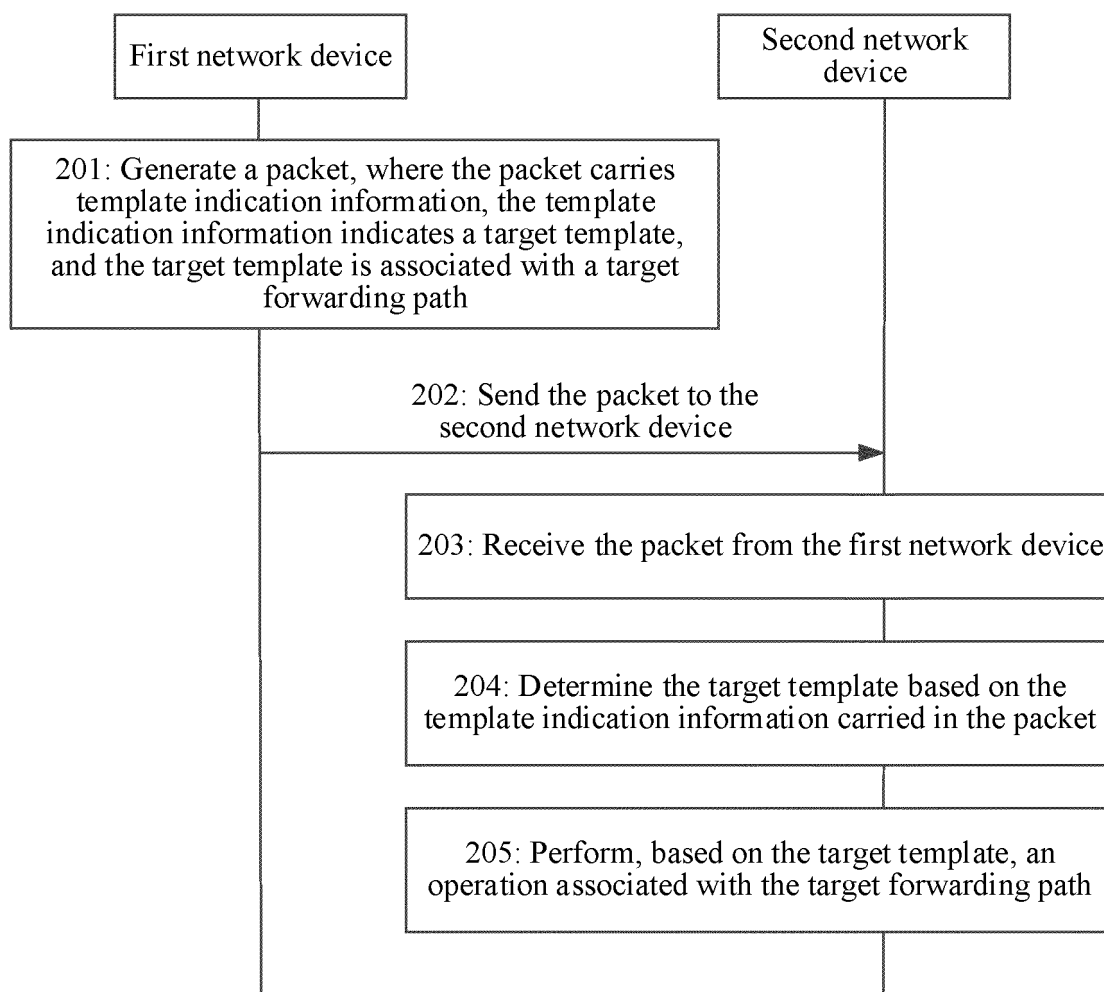 First network device
Second network
device
201: Generate a packet, where the packet carries
template indication information, the template
indication information indicates a target template,
and the target template is associated with a target
forwarding path
202: Send the packet to the
second network device
203: Receive the packet from the first network device
204: Determine the target template based on the
template indication information carried in the packet
205: Perform, based on the target template, an
operation associated with the target forwarding path